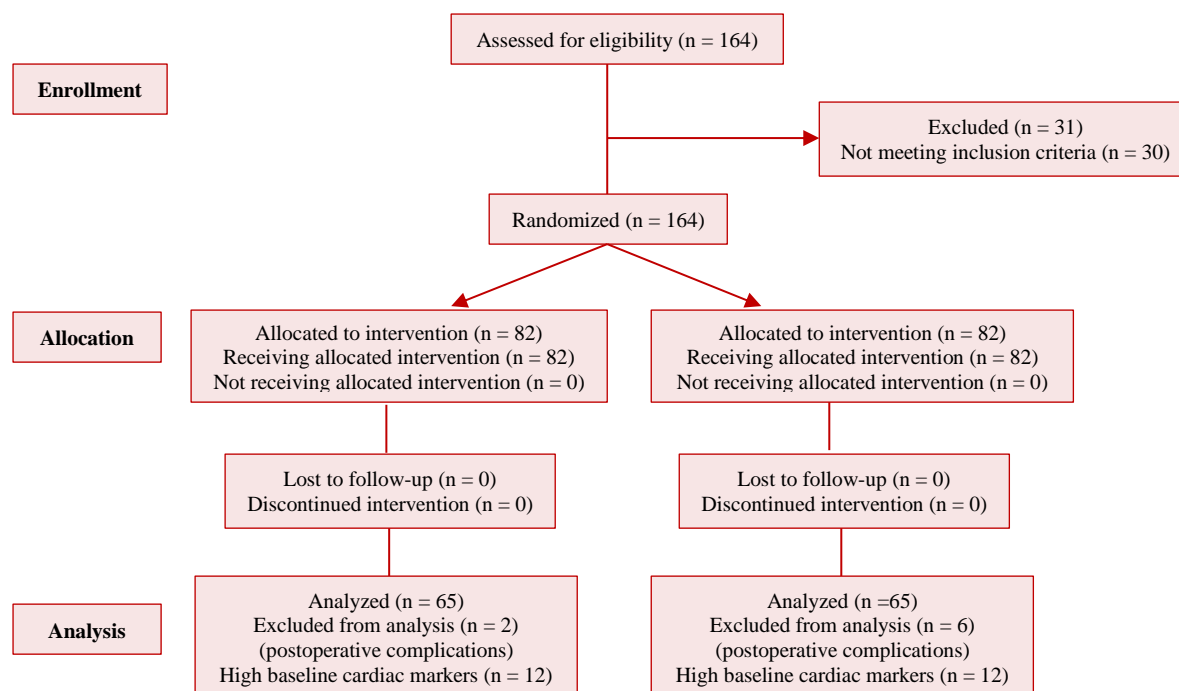 Assessed for eligibility (n = 164)
Enrollment
Excluded (n = 31)
Not meeting inclusion criteria (n = 30)
Randomized (n = 164)
Allocation
Allocated to intervention (n = 82)
Receiving allocated intervention (n = 82)
Not receiving allocated intervention (n = 0)
Allocated to intervention (n = 82)
Receiving allocated intervention (n = 82)
Not receiving allocated intervention (n = 0)
Lost to follow-up (n = 0)
Discontinued intervention (n = 0)
Lost to follow-up (n = 0)
Discontinued intervention (n = 0)
Analysis
Analyzed (n = 65)
Excluded from analysis (n = 2)
(postoperative complications)
High baseline cardiac markers (n = 12)
Analyzed (n =65)
Excluded from analysis (n = 6)
(postoperative complications)
High baseline cardiac markers (n = 12)